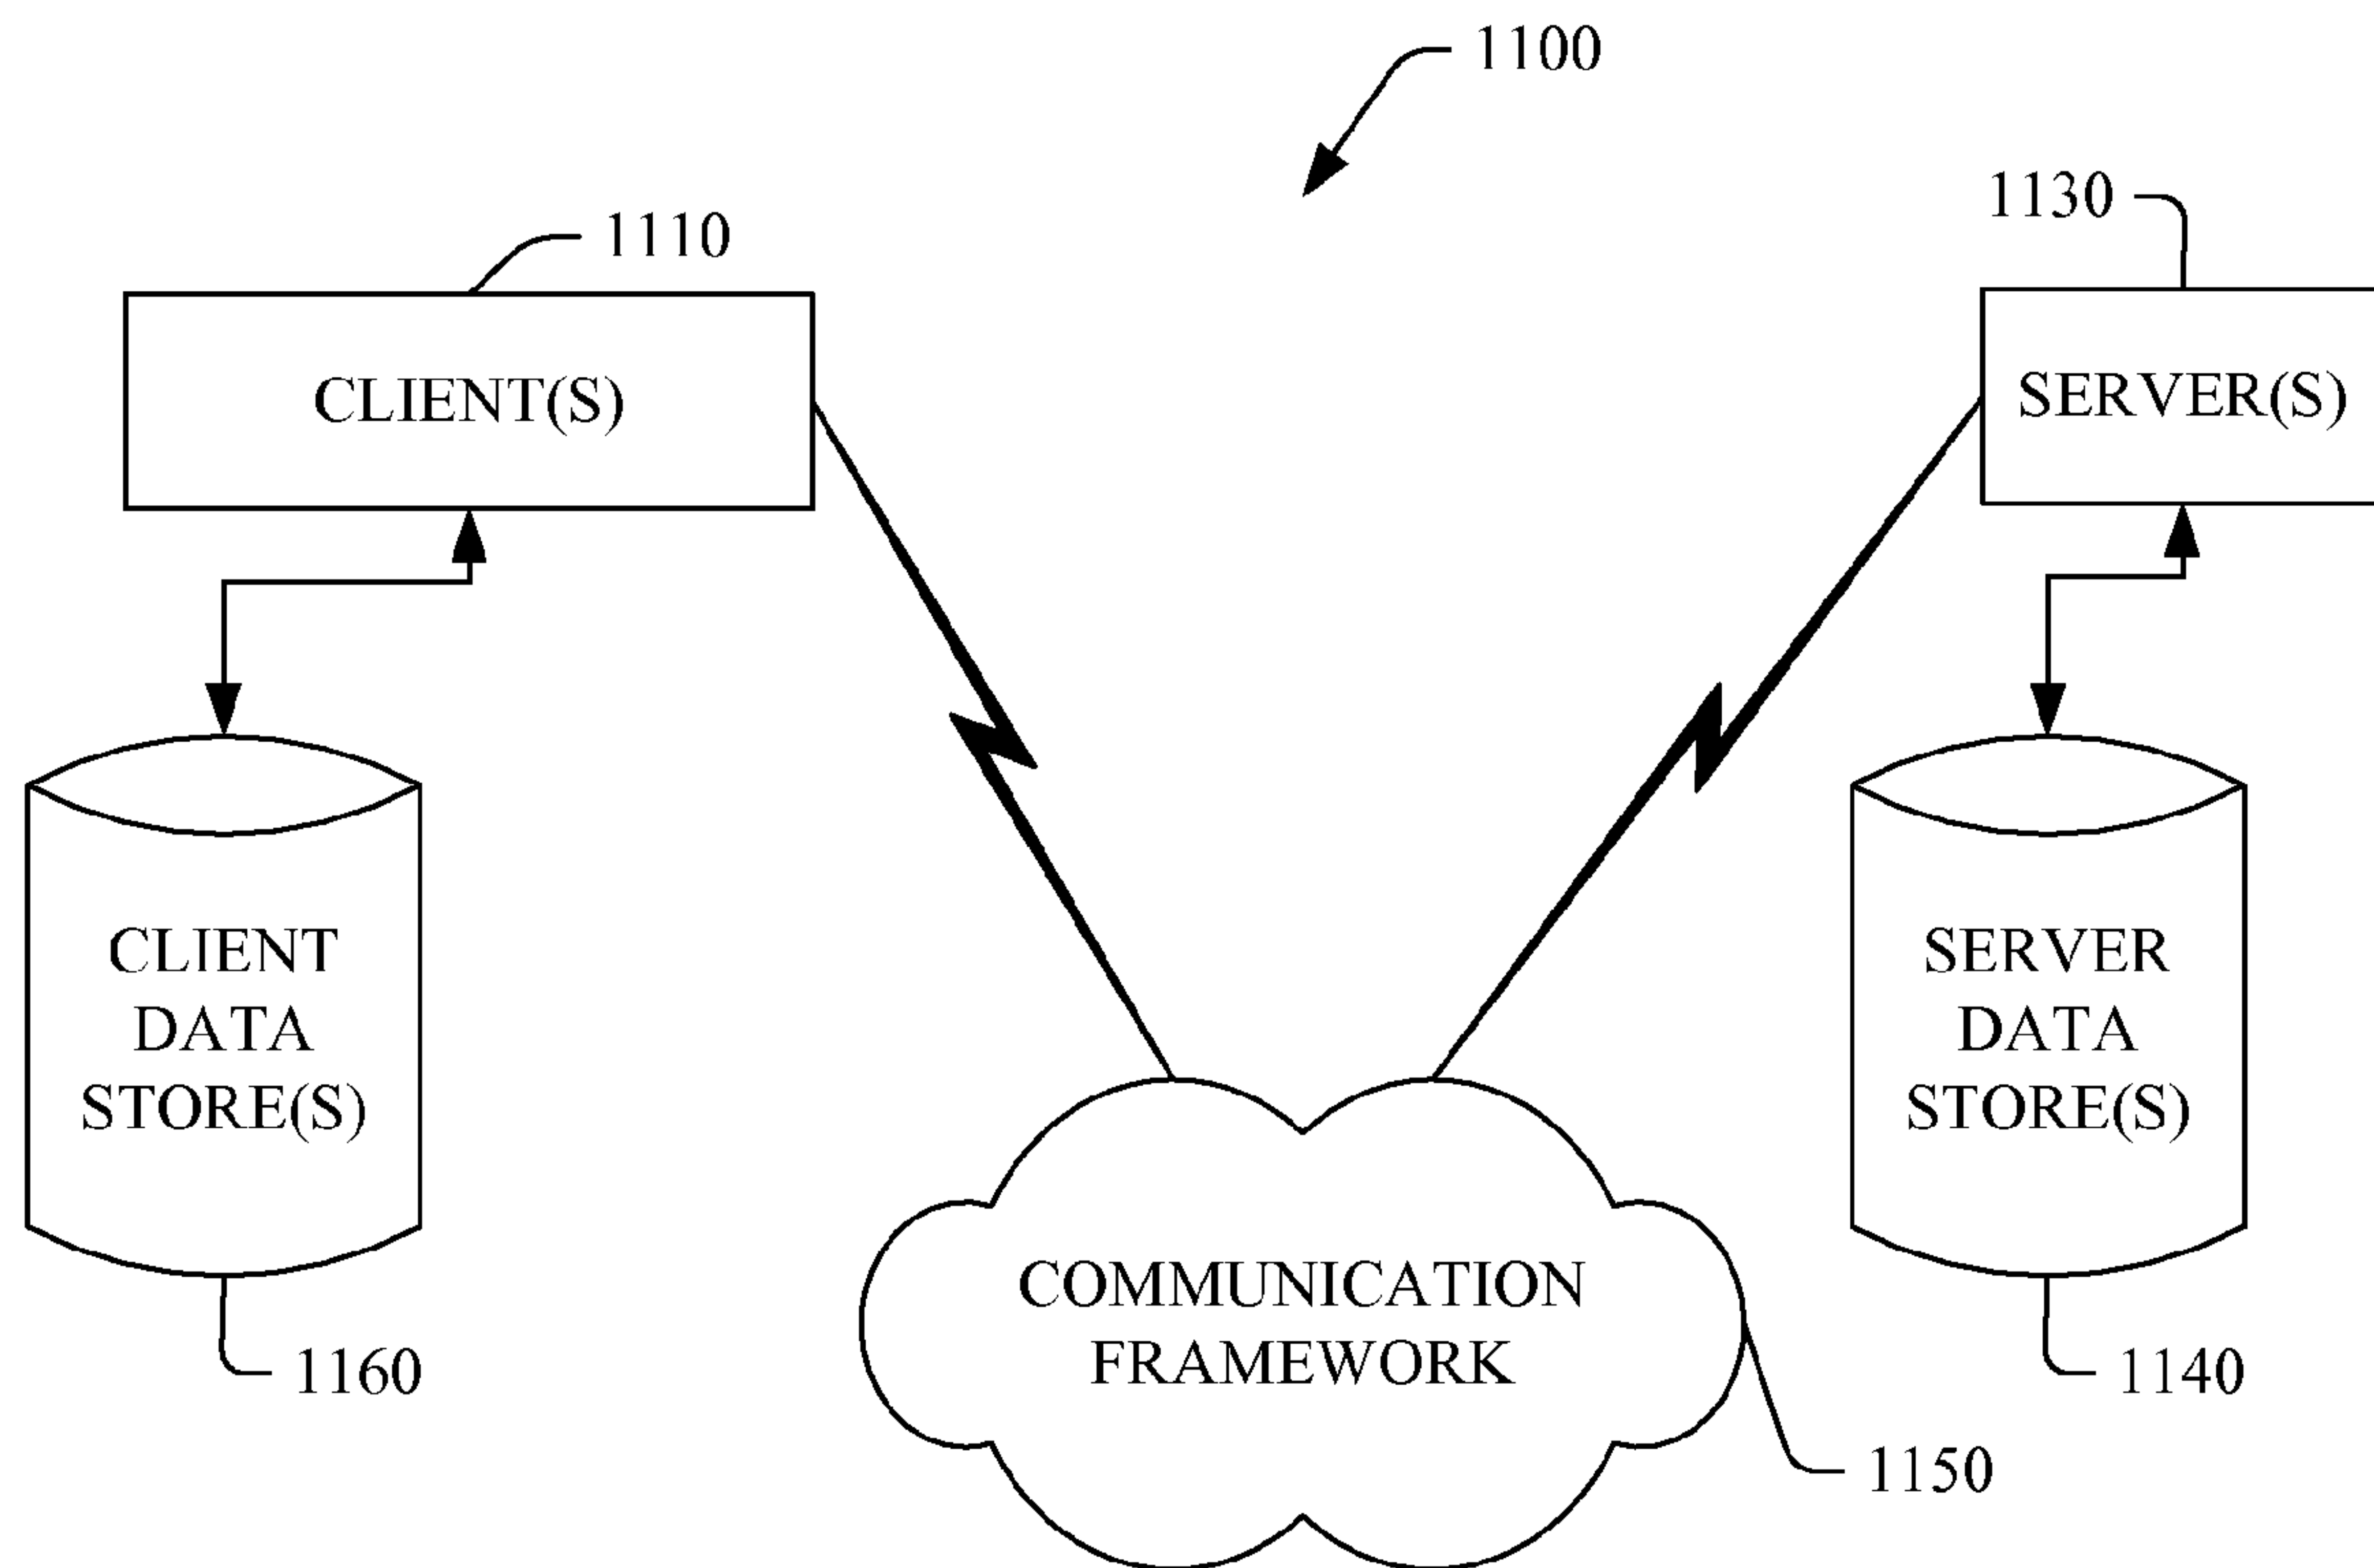 1100
1110
1130
CLIENT(S)
SERVER(S)
CLIENT
DATA
STORE(S)
SERVER
DATA
STORE(S)
COMMUNICATION
FRAMEWORK
1160
1140
1150